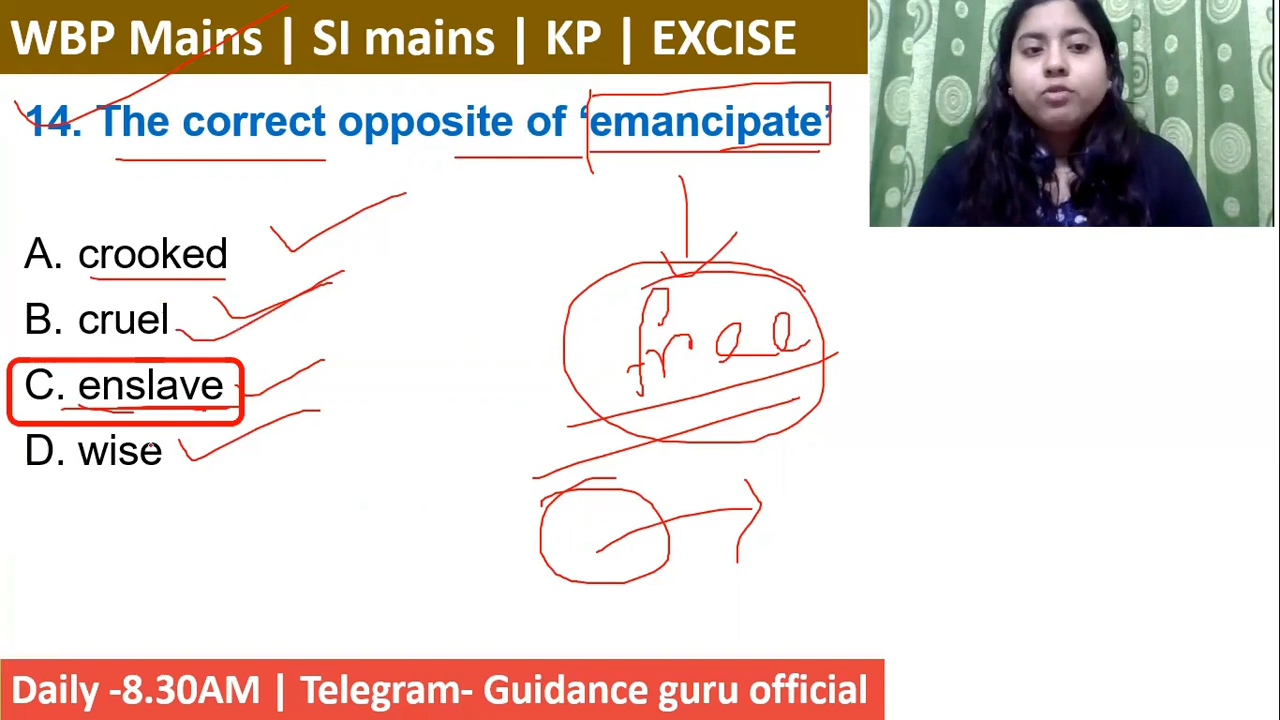 WBP Mains | SI mains | KP | EXCISE
14. The correct opposite of ‘emancipate’
A. crooked
B. cruel
C. enslave
D. wise
free
Daily -8.30AM | Telegram- Guidance guru official